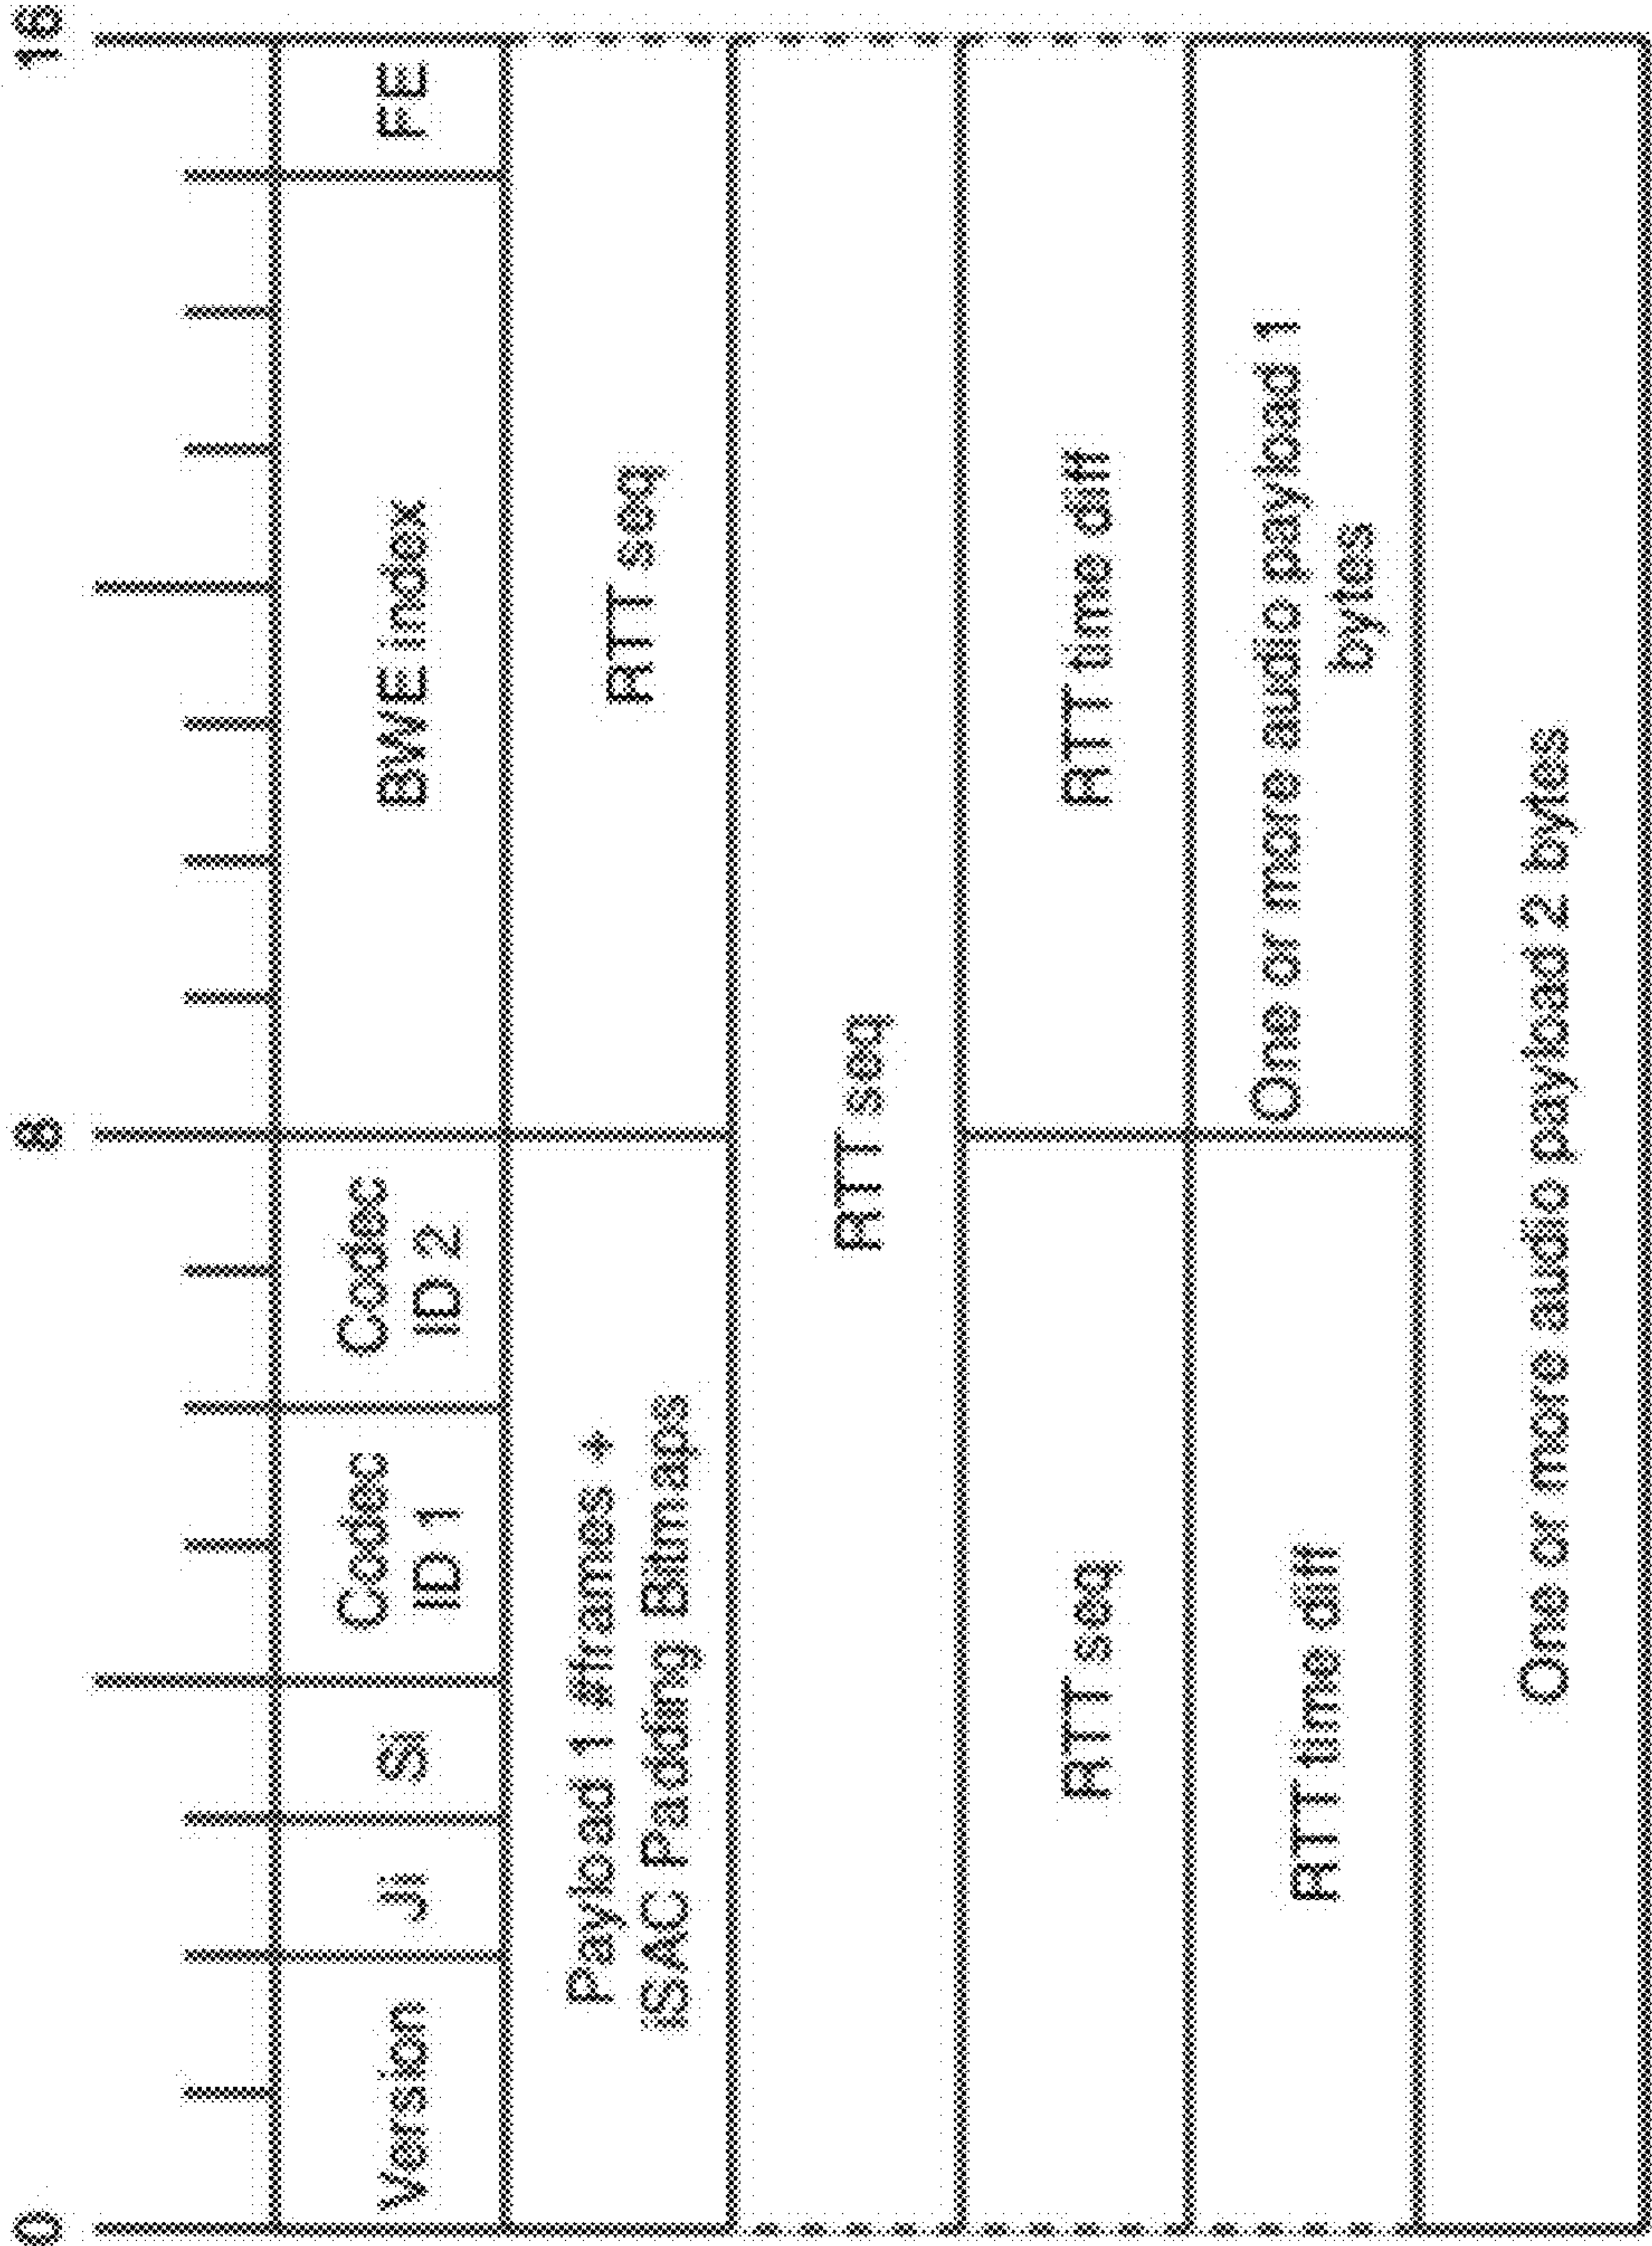 0 8 16
Version Ji Si Codec ID 1 Codec ID 2 BWE index FE
Payload 1 #frames +
iSAC Padding Bitmaps
RTT seq
RTT seq
RTT seq
RTT time diff
RTT time diff
One or more audio payload 1
bytes
One or more audio payload 2 bytes